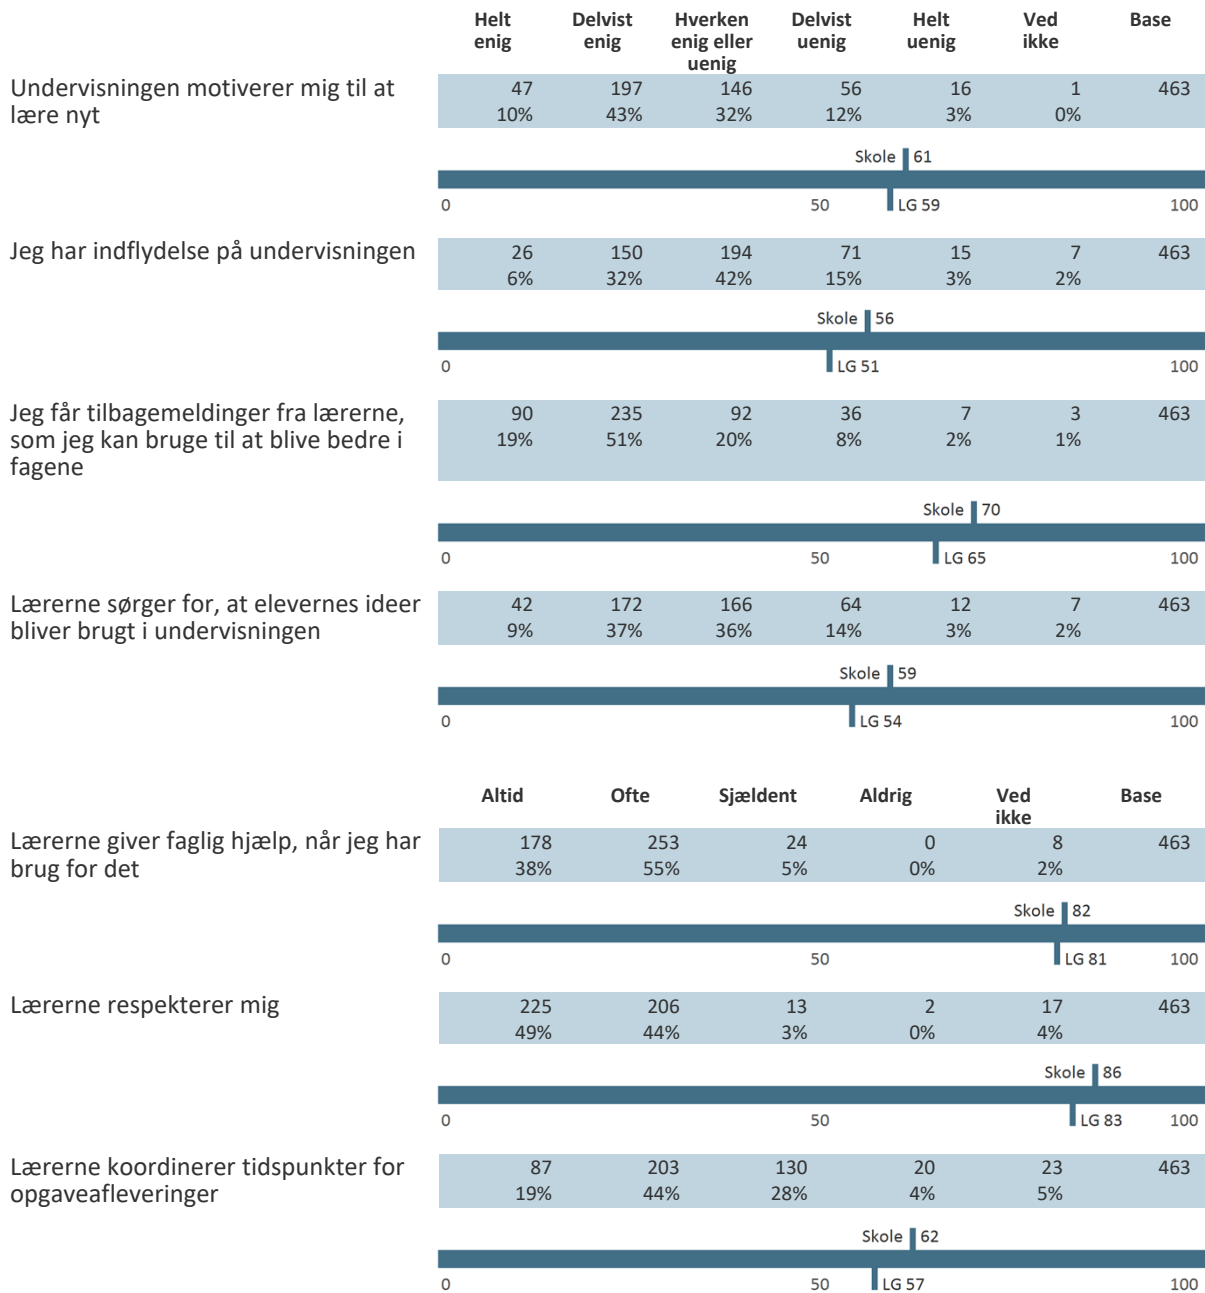 Helt enig Delvist enig Hverken enig eller uenig Delvist uenig Helt uenig Ved ikke Base
Undervisningen motiverer mig til at 47 197 146 56 16 1 463
lære nyt 10% 43% 32% 12% 3% 0%
Skole 61
0 50 LG 59 100
Jeg har indflydelse på undervisningen 26 150 194 71 15 7 463
6% 32% 42% 15% 3% 2%
Skole 56
0 LG 51 100
Jeg får tilbagemeldinger fra lærerne, 90 235 92 36 7 3 463
som jeg kan bruge til at blive bedre i 19% 51% 20% 8% 2% 1%
fagene
Skole 70
0 50 LG 65 100
Lærerne sørger for, at elevernes ideer 42 172 166 64 12 7 463
bliver brugt i undervisningen 9% 37% 36% 14% 3% 2%
Skole 59
0 LG 54 100
Altid Ofte Sjældent Aldrig Ved ikke Base
Lærerne giver faglig hjælp, når jeg har 178 253 24 0 8 463
brug for det 38% 55% 5% 0% 2%
Skole 82
0 50 LG 81 100
Lærerne respekterer mig 225 206 13 2 17 463
49% 44% 3% 0% 4%
Skole 86
0 50 LG 83 100
Lærerne koordinerer tidspunkter for 87 203 130 20 23 463
opgaveafleveringer 19% 44% 28% 4% 5%
Skole 62
0 50 LG 57 100